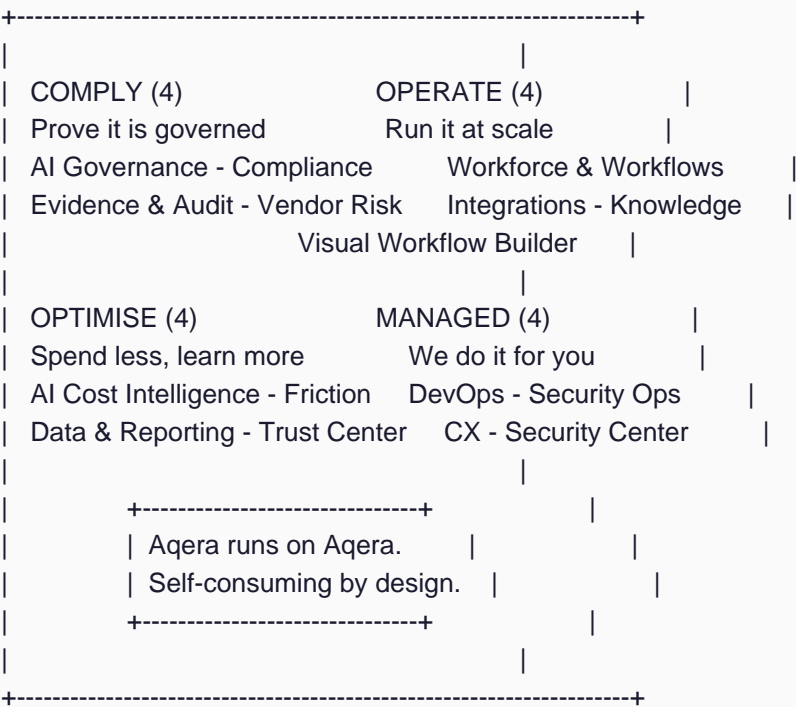 +--------------------------------------------------------------------+
| |
| COMPLY (4) OPERATE (4) |
| Prove it is governed Run it at scale |
| AI Governance - Compliance Workforce & Workflows |
| Evidence & Audit - Vendor Risk Integrations - Knowledge |
| Visual Workflow Builder |
| |
| OPTIMISE (4) MANAGED (4) |
| Spend less, learn more We do it for you |
| AI Cost Intelligence - Friction DevOps - Security Ops |
| Data & Reporting - Trust Center CX - Security Center |
| |
| +-------------------------------+ |
| | Aqera runs on Aqera. | |
| | Self-consuming by design. | |
| +-------------------------------+ |
| |
+--------------------------------------------------------------------+